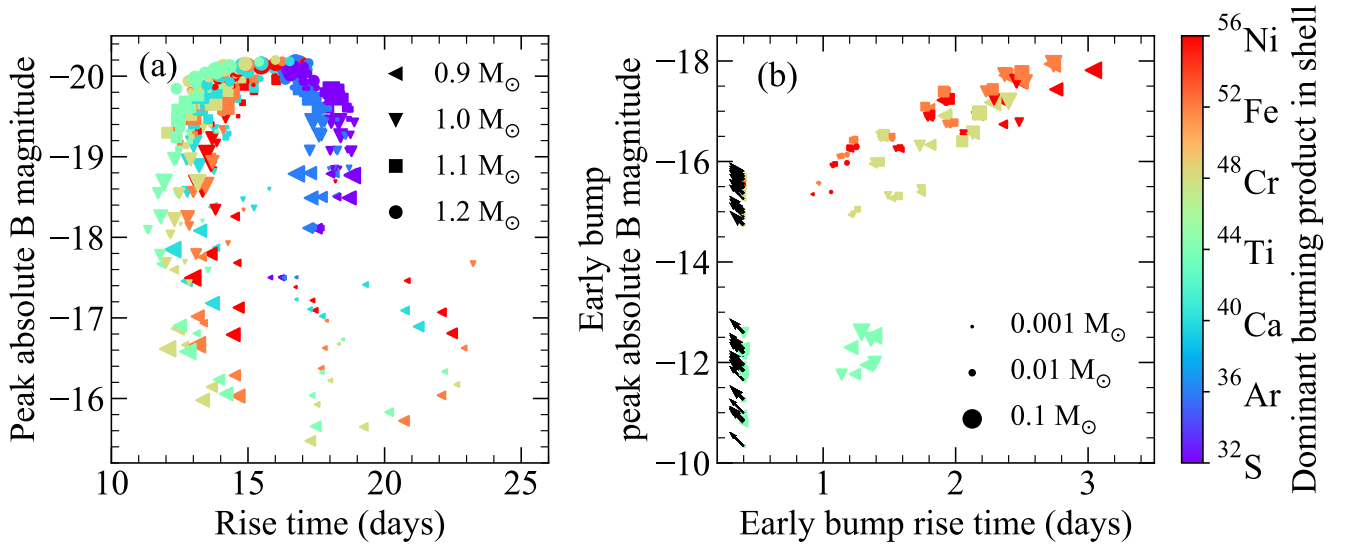 (a)
0.9 M⊙
1.0 M⊙
1.1 M⊙
1.2 M⊙
−20
−19
−18
−17
−16
10
15
20
25
Peak absolute B magnitude
Rise time (days)
(b)
0.001 M⊙
0.01 M⊙
0.1 M⊙
−18
−16
−14
−12
−10
1
2
3
Early bump
peak absolute B magnitude
Early bump rise time (days)
⁵⁶Ni
⁵²Fe
⁴⁸Cr
⁴⁴Ti
⁴⁰Ca
³⁶Ar
³²S
Dominant burning product in shell